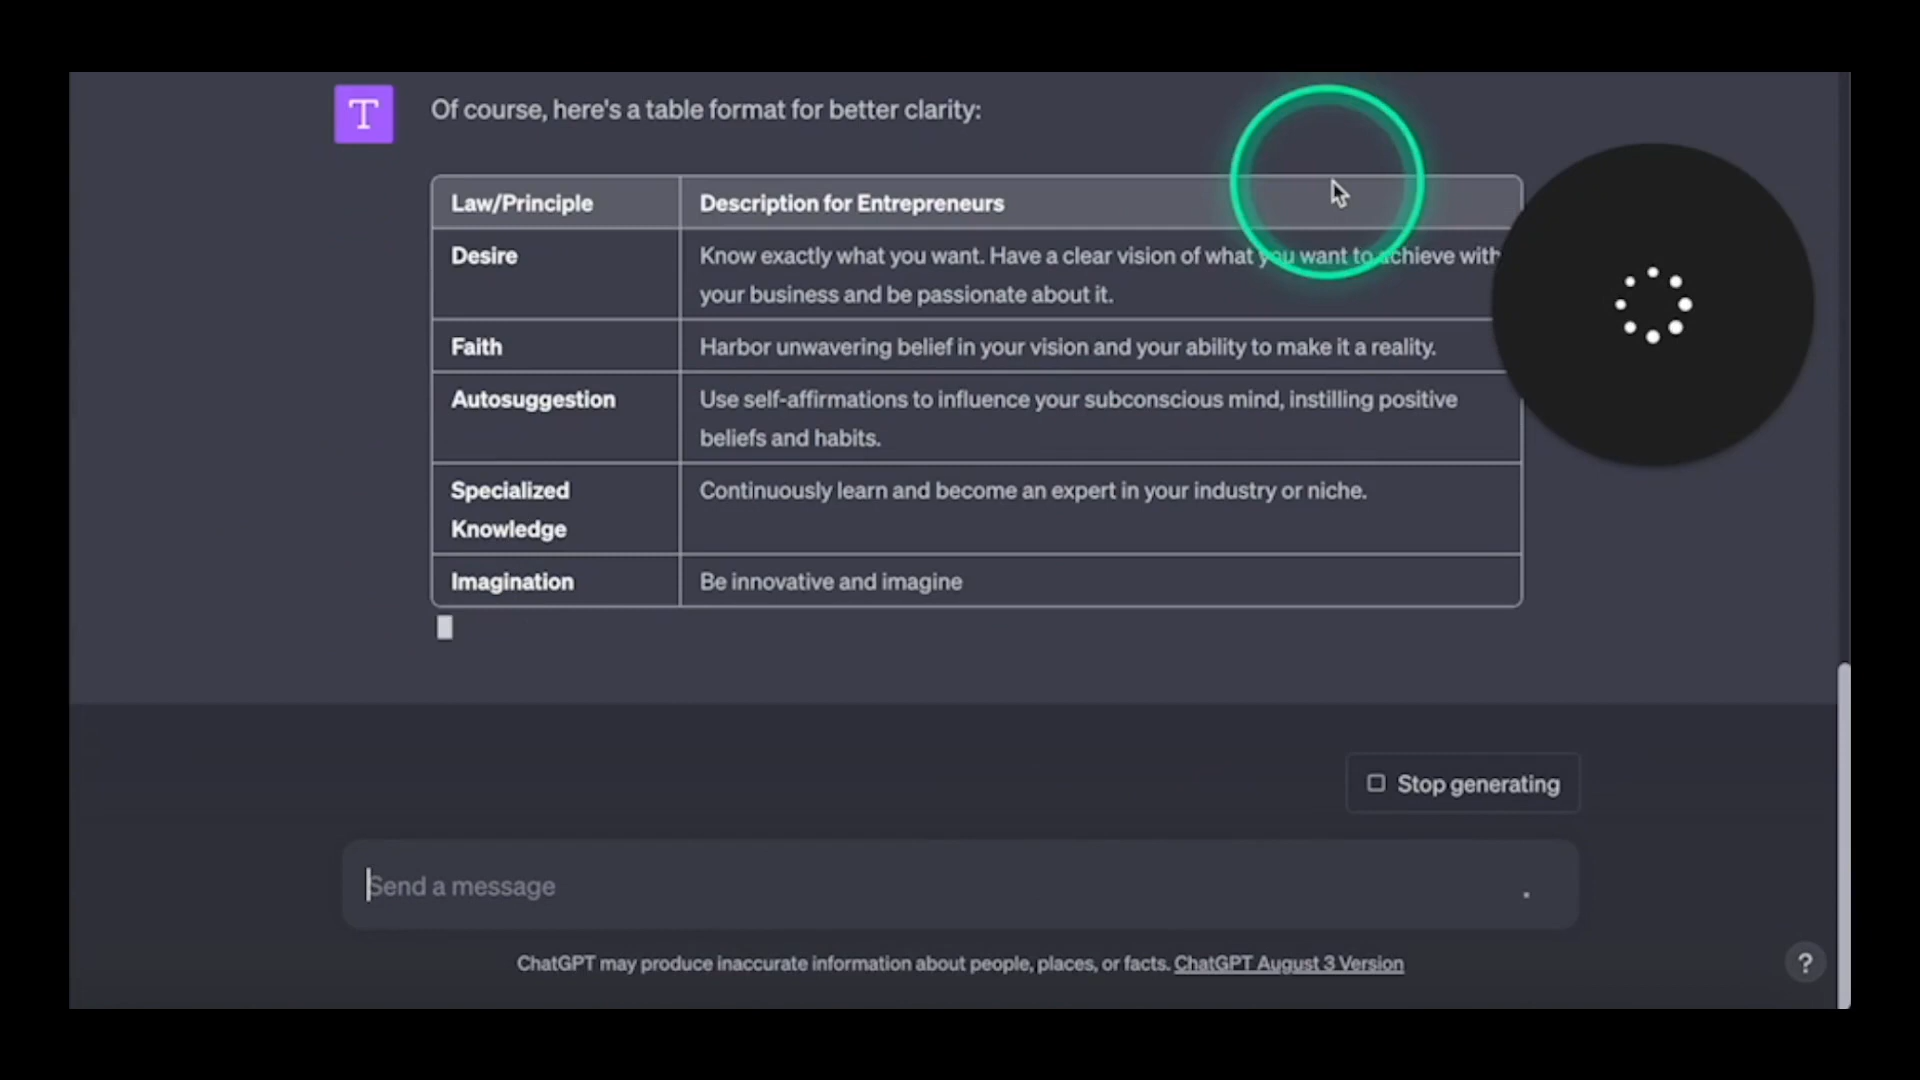 T
Of course, here's a table format for better clarity:
Law/Principle
Description for Entrepreneurs
Desire
Know exactly what you want. Have a clear vision of what you want to achieve with
your business and be passionate about it.
Faith
Harbor unwavering belief in your vision and your ability to make it a reality.
Autosuggestion
Use self-affirmations to influence your subconscious mind, instilling positive
beliefs and habits.
Specialized
Knowledge
Continuously learn and become an expert in your industry or niche.
Imagination
Be innovative and imagine
Stop generating
Send a message
ChatGPT may produce inaccurate information about people, places, or facts. ChatGPT August 3 Version
?